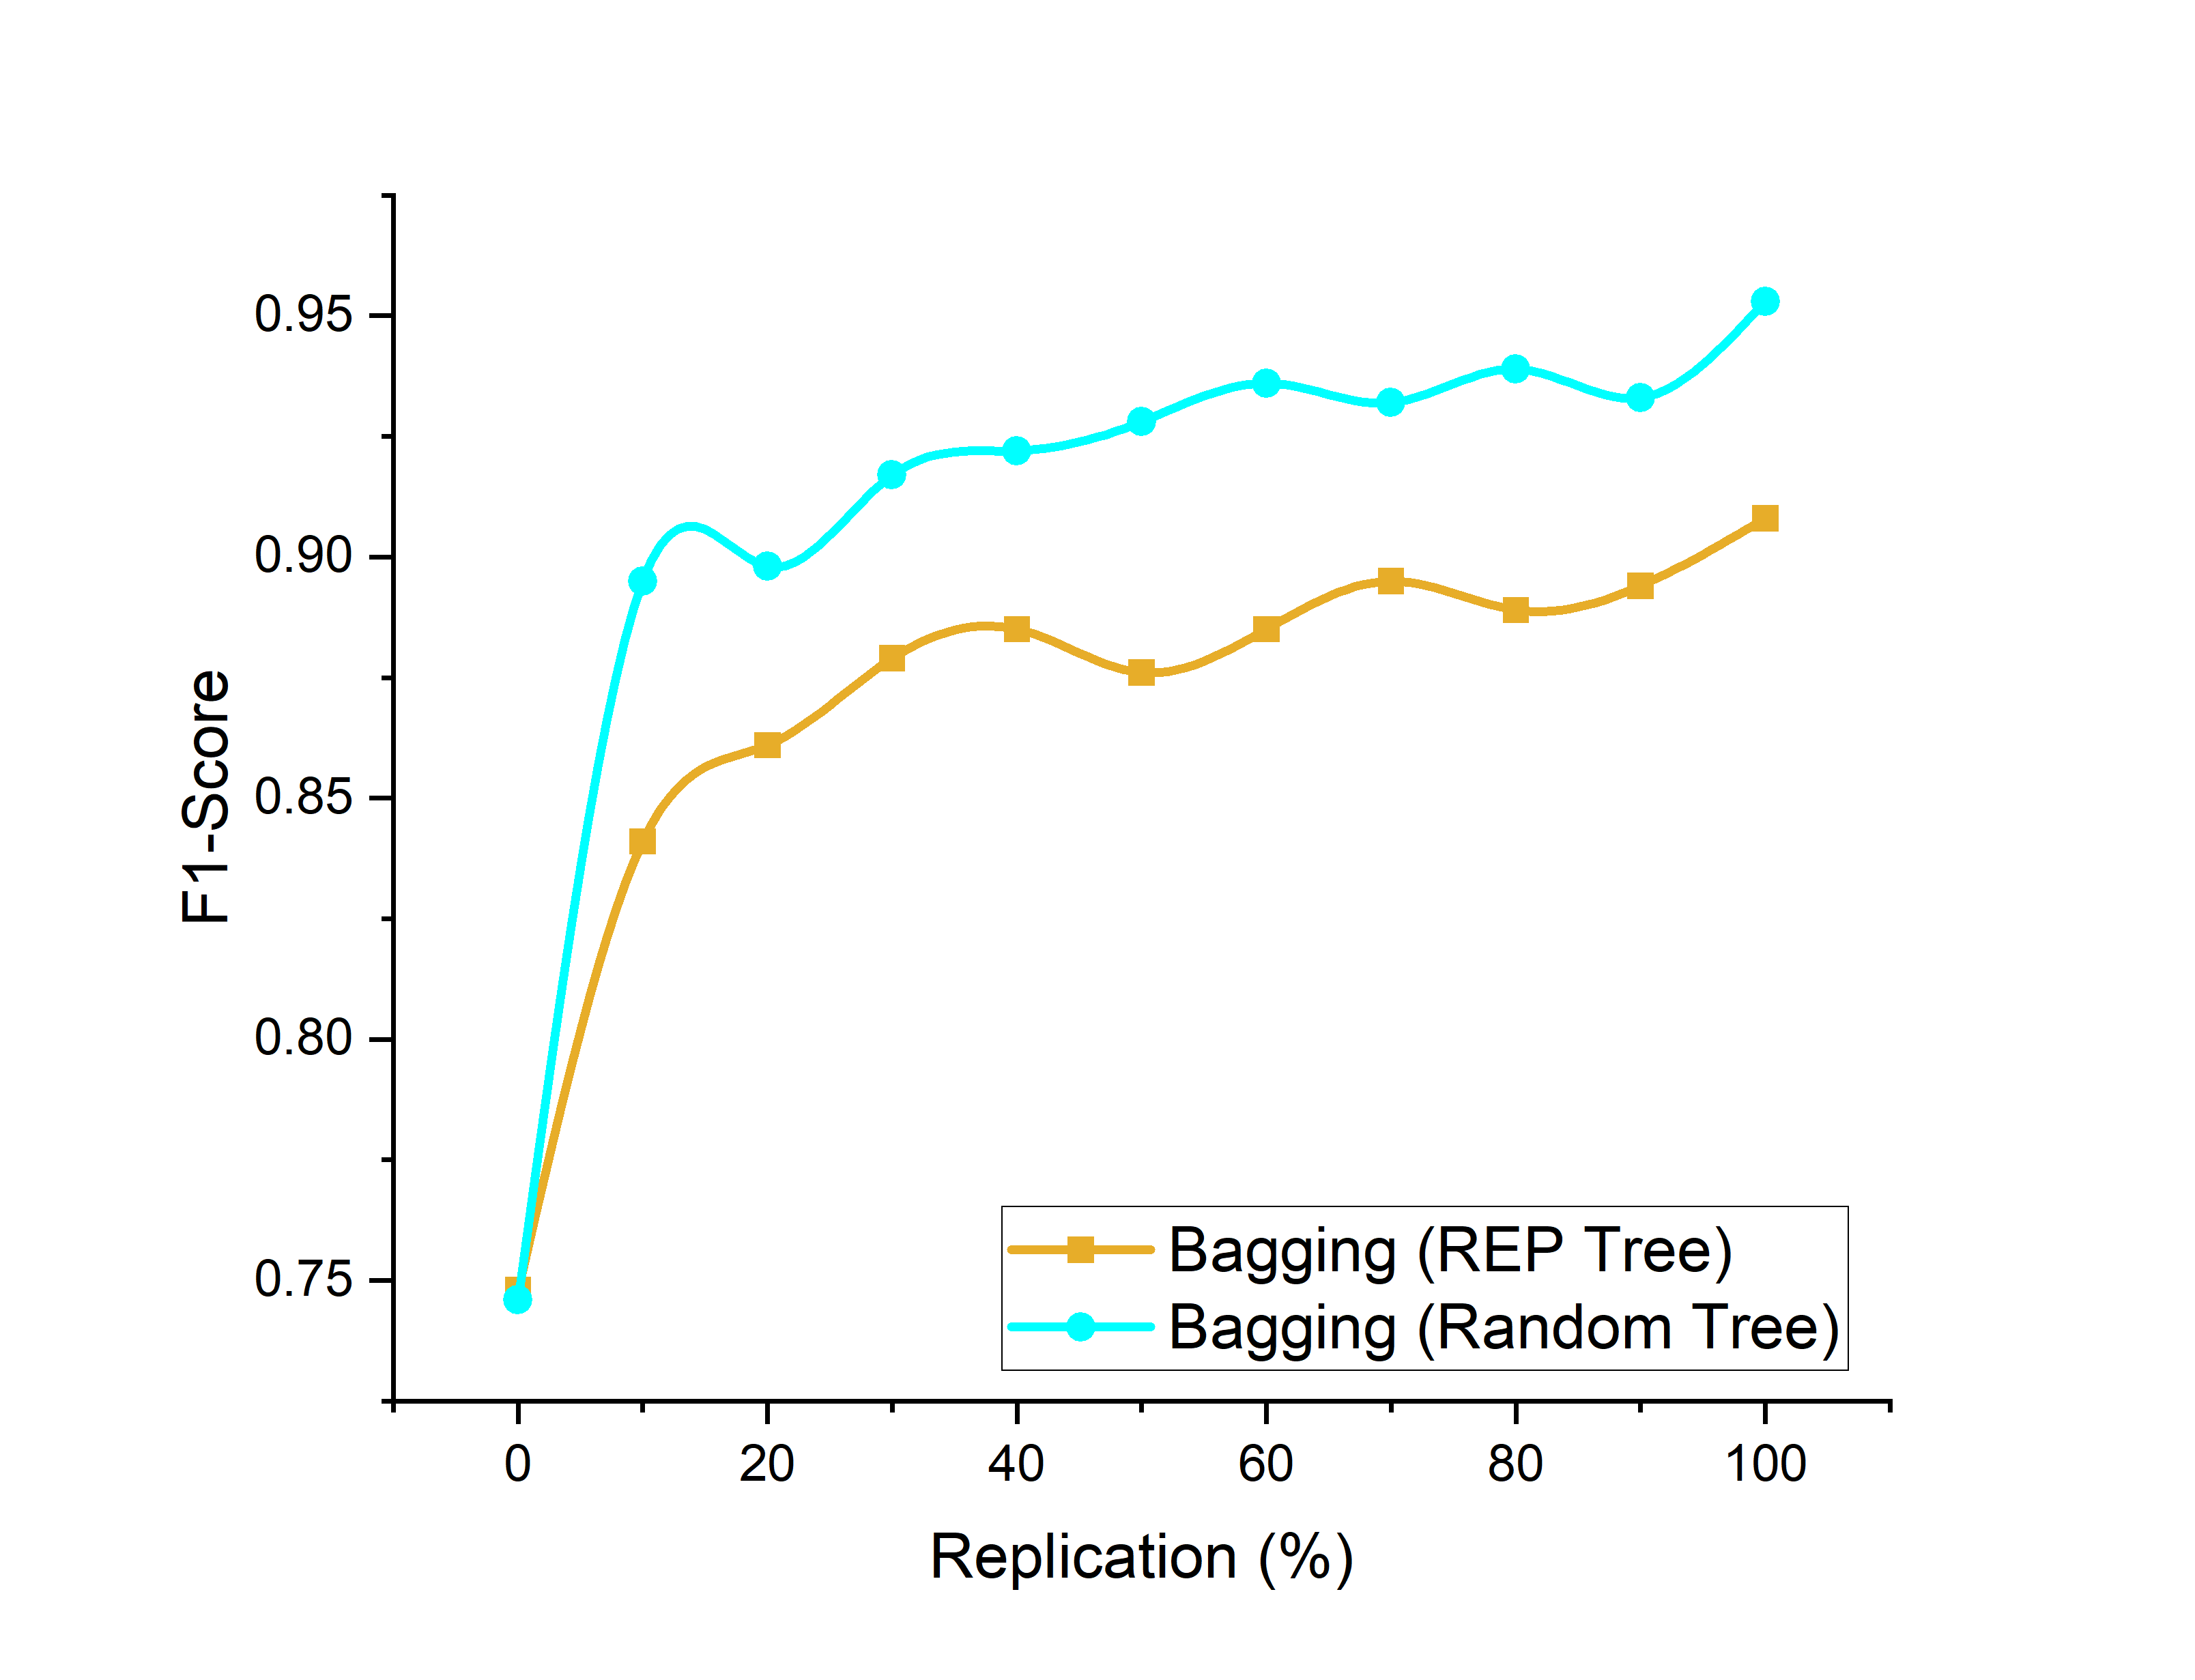 0.95
0.90
0.85
0.80
0.75
F1-Score
Bagging (REP Tree)
Bagging (Random Tree)
0 20 40 60 80 100
Replication (%)